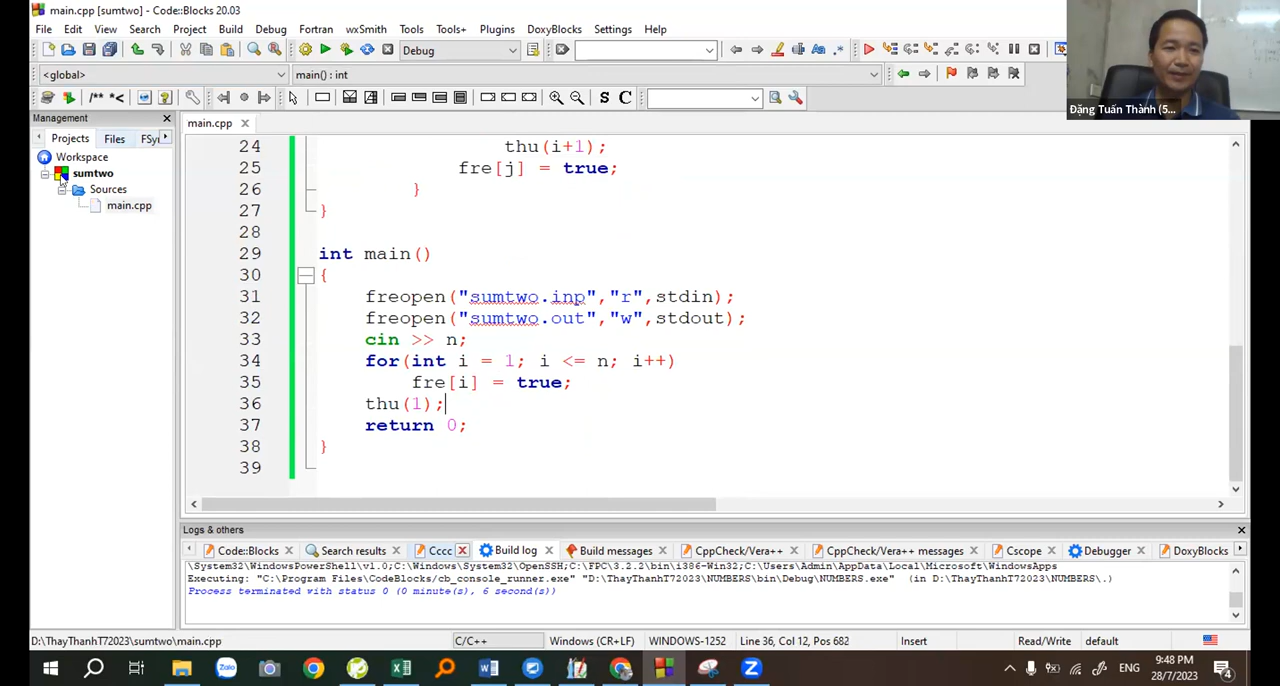 main.cpp [sumtwo] - Code::Blocks 20.03
File Edit View Search Project Build Debug Fortran wxSmith Tools Tools+ Plugins DoxyBlocks Settings Help
Debug
<global> main() : int
/** *< S C
Management
Projects Files FSy
main.cpp
Workspace
sumtwo
Sources
main.cpp
24 thu(i+1);
25 fre[j] = true;
26 }
27 }
28
29 int main()
30 {
31 freopen("sumtwo.inp","r",stdin);
32 freopen("sumtwo.out","w",stdout);
33 cin >> n;
34 for(int i = 1; i <= n; i++)
35 fre[i] = true;
36 thu(1);
37 return 0;
38 }
39
Đặng Tuấn Thành (5...
Logs & others
Code::Blocks Search results Cccc Build log Build messages CppCheck/Vera++ CppCheck/Vera++ messages Cscope Debugger DoxyBlocks
\System32\WindowsPowerShell\v1.0;C:\Windows\System32\OpenSSH;C:\FPC\3.2.2\bin\i386-Win32;C:\Users\Admin\AppData\Local\Microsoft\WindowsApps
Executing: "C:\Program Files\CodeBlocks/cb_console_runner.exe" "D:\ThayThanhT72023\NUMBERS\bin\Debug\NUMBERS.exe" (in D:\ThayThanhT72023\NUMBERS\.)
Process terminated with status 0 (0 minute(s), 6 second(s))
D:\ThayThanhT72023\sumtwo\main.cpp C/C++ Windows (CR+LF) WINDOWS-1252 Line 36, Col 12, Pos 682 Insert Read/Write default
Zalo ENG 9:48 PM
28/7/2023 4